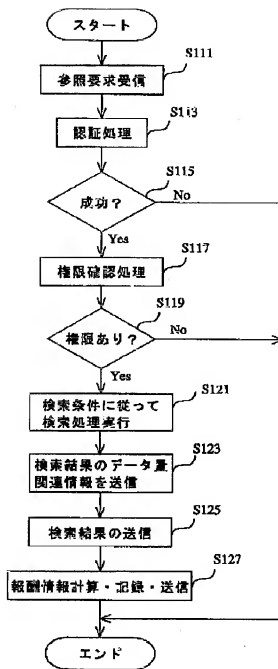 スタート
S111
参照要求受信
S113
認証処理
S115
成功？
No
Yes
S117
権限確認処理
S119
権限あり？
No
Yes
S121
検索条件に従って
検索処理実行
S123
検索結果のデータ量
関連情報を送信
S125
検索結果の送信
S127
報酬情報計算・記録・送信
エンド